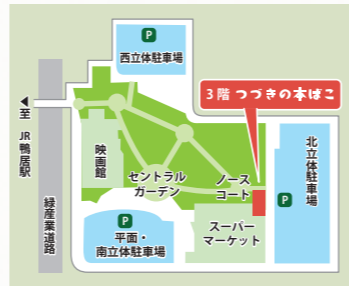 P
西立体駐車場
3階 つづきの本ばこ
至
JR鴨居駅
映画館
セントラル
ガーデン
ノース
コート
北立体駐車場
P
緑産業道路
P
平面・
南立体駐車場
スーパー
マーケット